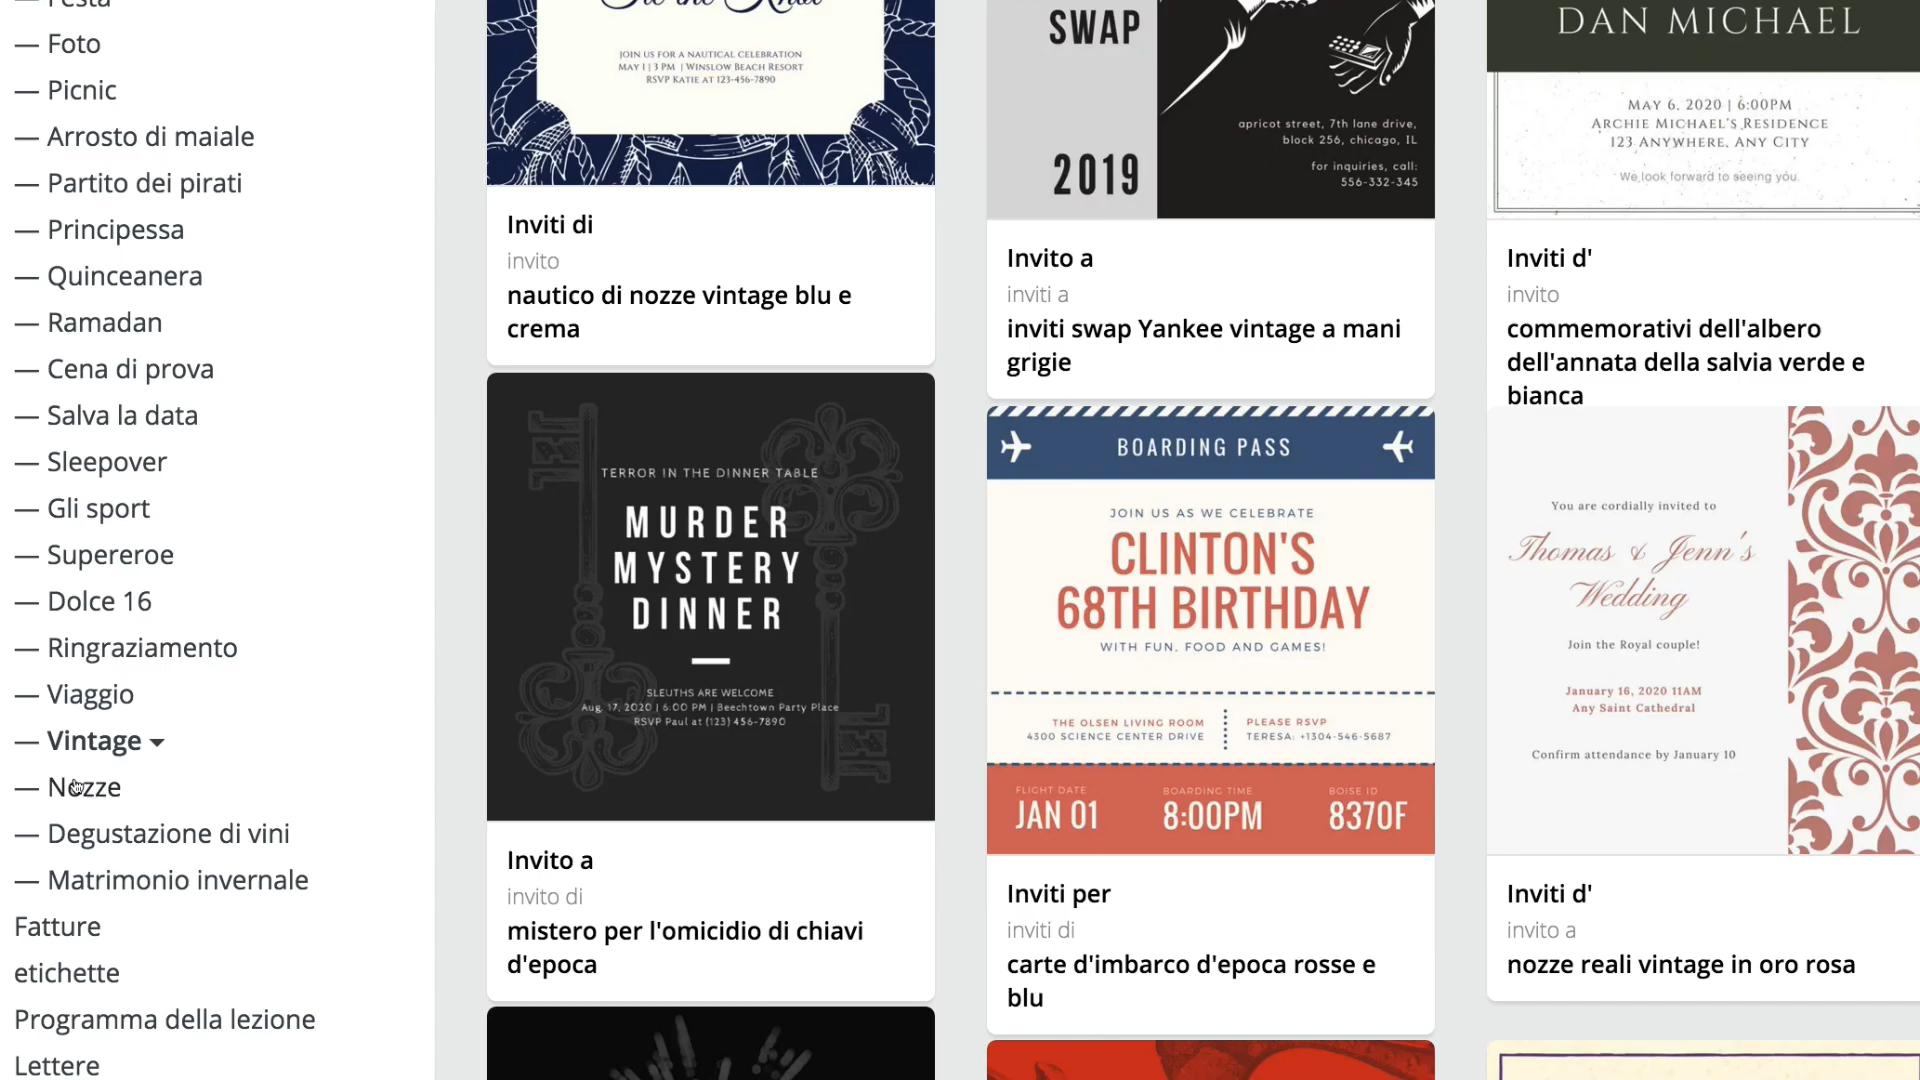 — Festa
— Foto
— Picnic
— Arrosto di maiale
— Partito dei pirati
— Principessa
— Quinceanera
— Ramadan
— Cena di prova
— Salva la data
— Sleepover
— Gli sport
— Supereroe
— Dolce 16
— Ringraziamento
— Viaggio
— Vintage
— Nozze
— Degustazione di vini
— Matrimonio invernale
Fatture
etichette
Programma della lezione
Lettere
JOIN US FOR A NAUTICAL CELEBRATION
MAY 1 | 3 PM | WINSLOW BEACH RESORT
RSVP KATIE AT 123-456-7890
Inviti di
invito
nautico di nozze vintage blu e
crema
TERROR IN THE DINNER TABLE
MURDER
MYSTERY
DINNER
SLEUTHS ARE WELCOME
Aug. 17, 2020 | 6:00 PM | Beechtown Party Place
RSVP Paul at (123) 456-7890
Invito a
invito di
mistero per l'omicidio di chiavi
d'epoca
SWAP
2019
apricot street, 7th lane drive,
block 256, chicago, IL
for inquiries, call:
556-332-345
Invito a
inviti a
inviti swap Yankee vintage a mani
grigie
BOARDING PASS
JOIN US AS WE CELEBRATE
CLINTON'S
68TH BIRTHDAY
WITH FUN, FOOD AND GAMES!
THE OLSEN LIVING ROOM
4300 SCIENCE CENTER DRIVE
PLEASE RSVP
TERESA: +1304-546-5687
FLIGHT DATE
JAN 01
BOARDING TIME
8:00PM
BOISE ID
8370F
Inviti per
inviti di
carte d'imbarco d'epoca rosse e
blu
DAN MICHAEL
MAY 6, 2020 | 6:00PM
ARCHIE MICHAEL'S RESIDENCE
123 ANYWHERE, ANY CITY
We look forward to seeing you.
Inviti d'
invito
commemorativi dell'albero
dell'annata della salvia verde e
bianca
You are cordially invited to
Thomas & Jenn's
Wedding
Join the Royal couple!
January 16, 2020 11AM
Any Saint Cathedral
Confirm attendance by January 10
Inviti d'
invito a
nozze reali vintage in oro rosa